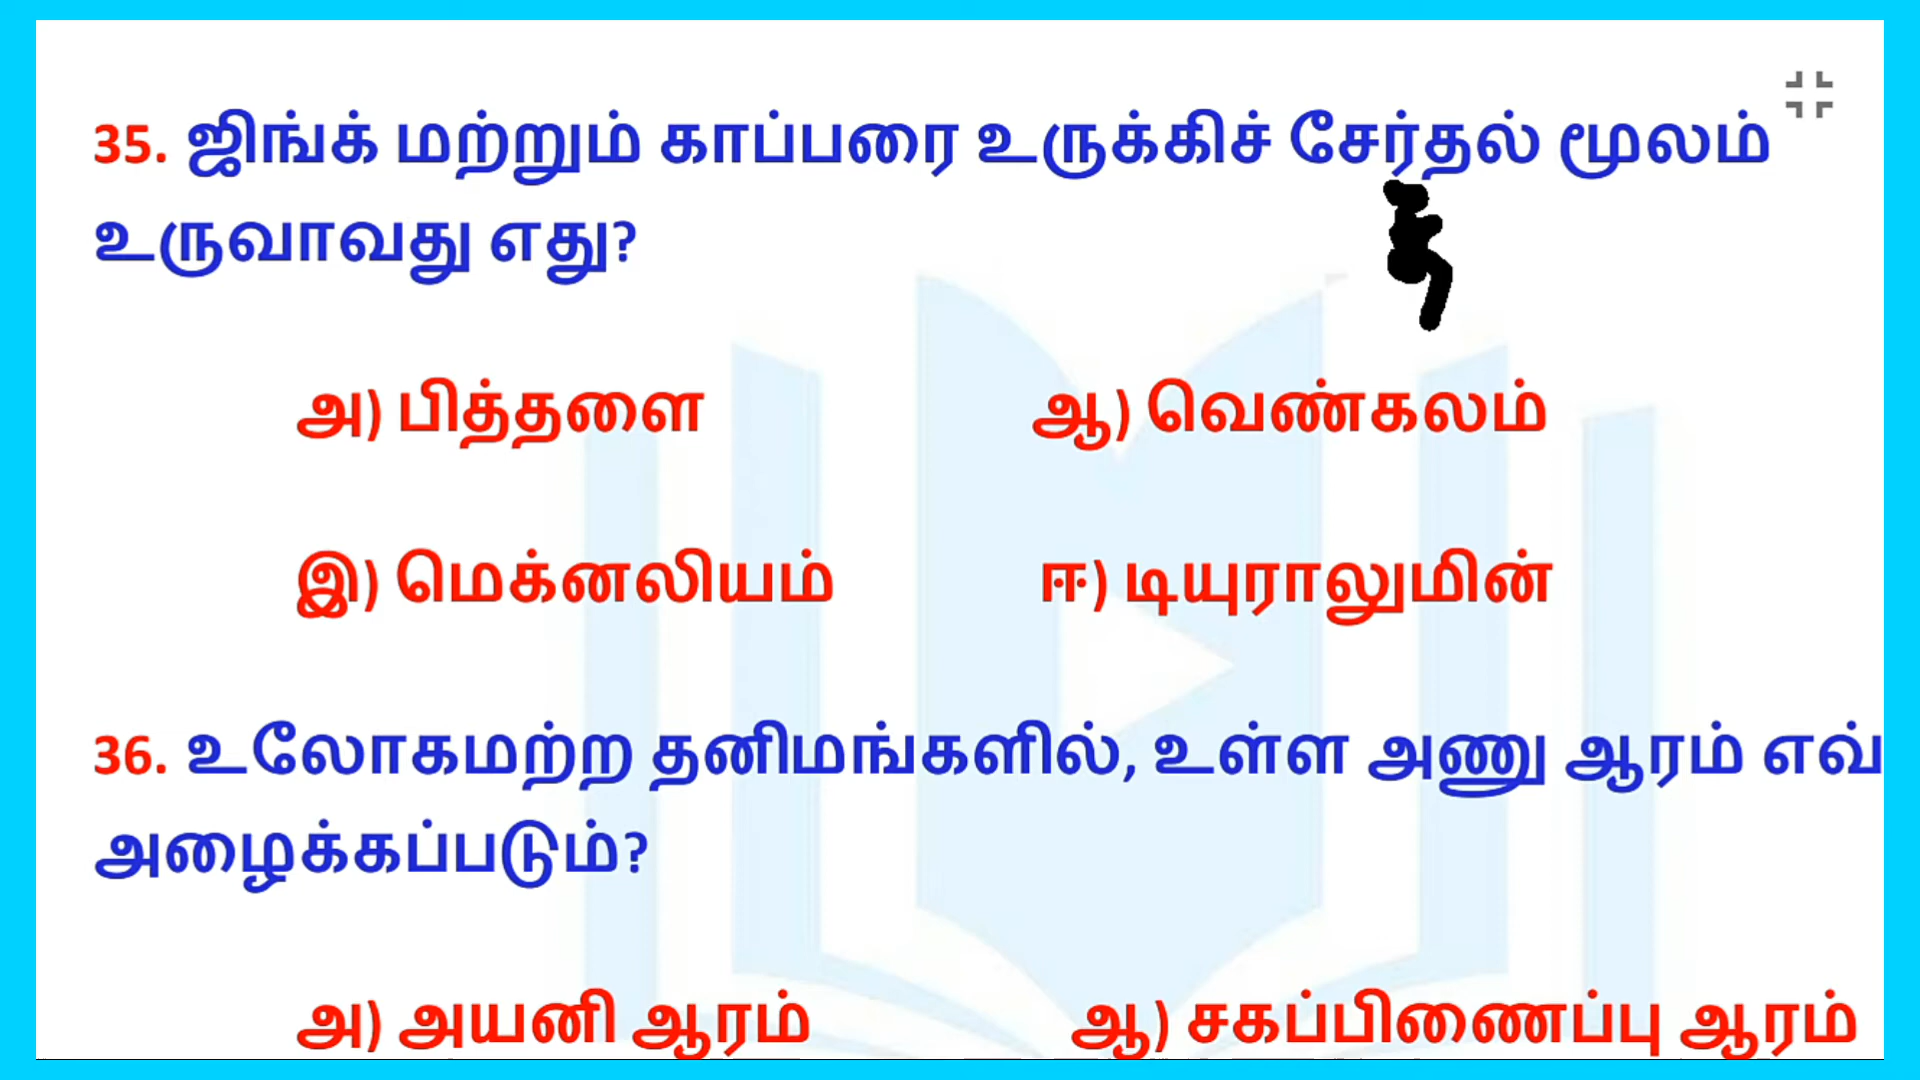 35. ஜிங்க் மற்றும் காப்பரை உருக்கிச் சேர்தல் மூலம்
உருவாவது எது?
அ) பித்தளை ஆ) வெண்கலம்
இ) மெக்னலியம் ஈ) டியுராலுமின்
36. உலோகமற்ற தனிமங்களில், உள்ள அணு ஆரம் எவ்
அழைக்கப்படும்?
அ) அயனி ஆரம் ஆ) சகப்பிணைப்பு ஆரம்